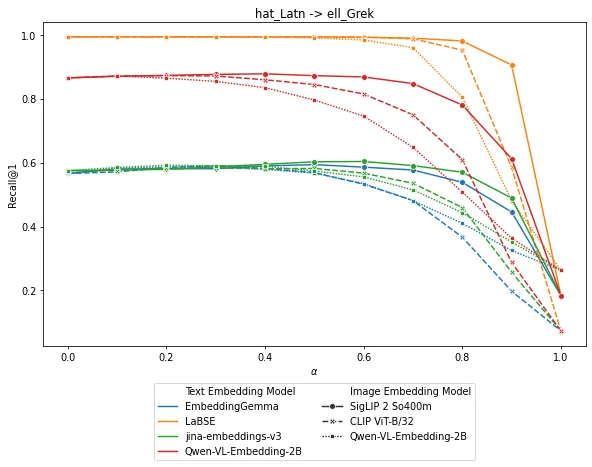 hat_Latn -> ell_Grek
Recall@1
1.0
0.8
0.6
0.4
0.2
0.0
0.2
0.4
0.6
0.8
1.0
α
Text Embedding Model
EmbeddingGemma
LaBSE
jina-embeddings-v3
Qwen-VL-Embedding-2B
Image Embedding Model
SigLIP 2 So400m
CLIP ViT-B/32
Qwen-VL-Embedding-2B